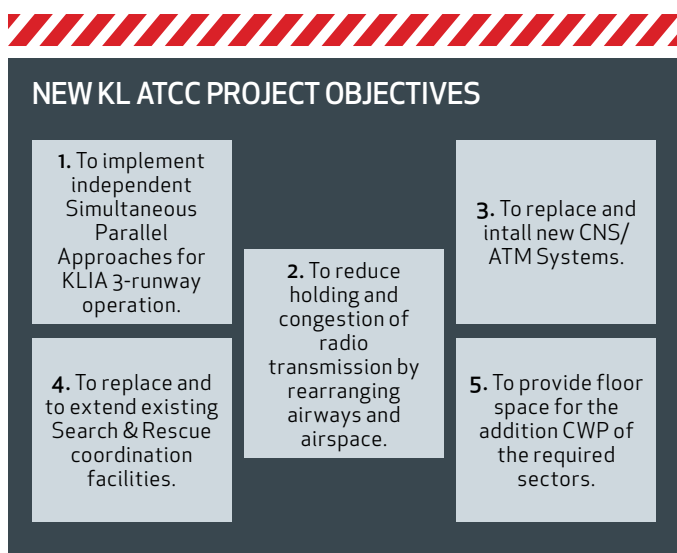 NEW KL ATCC PROJECT OBJECTIVES
1. To implement
independent
Simultaneous
Parallel
Approaches for
KLIA 3-runway
operation.
2. To reduce
holding and
congestion of
radio
transmission by
rearranging
airways and
airspace.
3. To replace and
intall new CNS/
ATM Systems.
4. To replace and
to extend existing
Search & Rescue
coordination
facilities.
5. To provide floor
space for the
addition CWP of
the required
sectors.